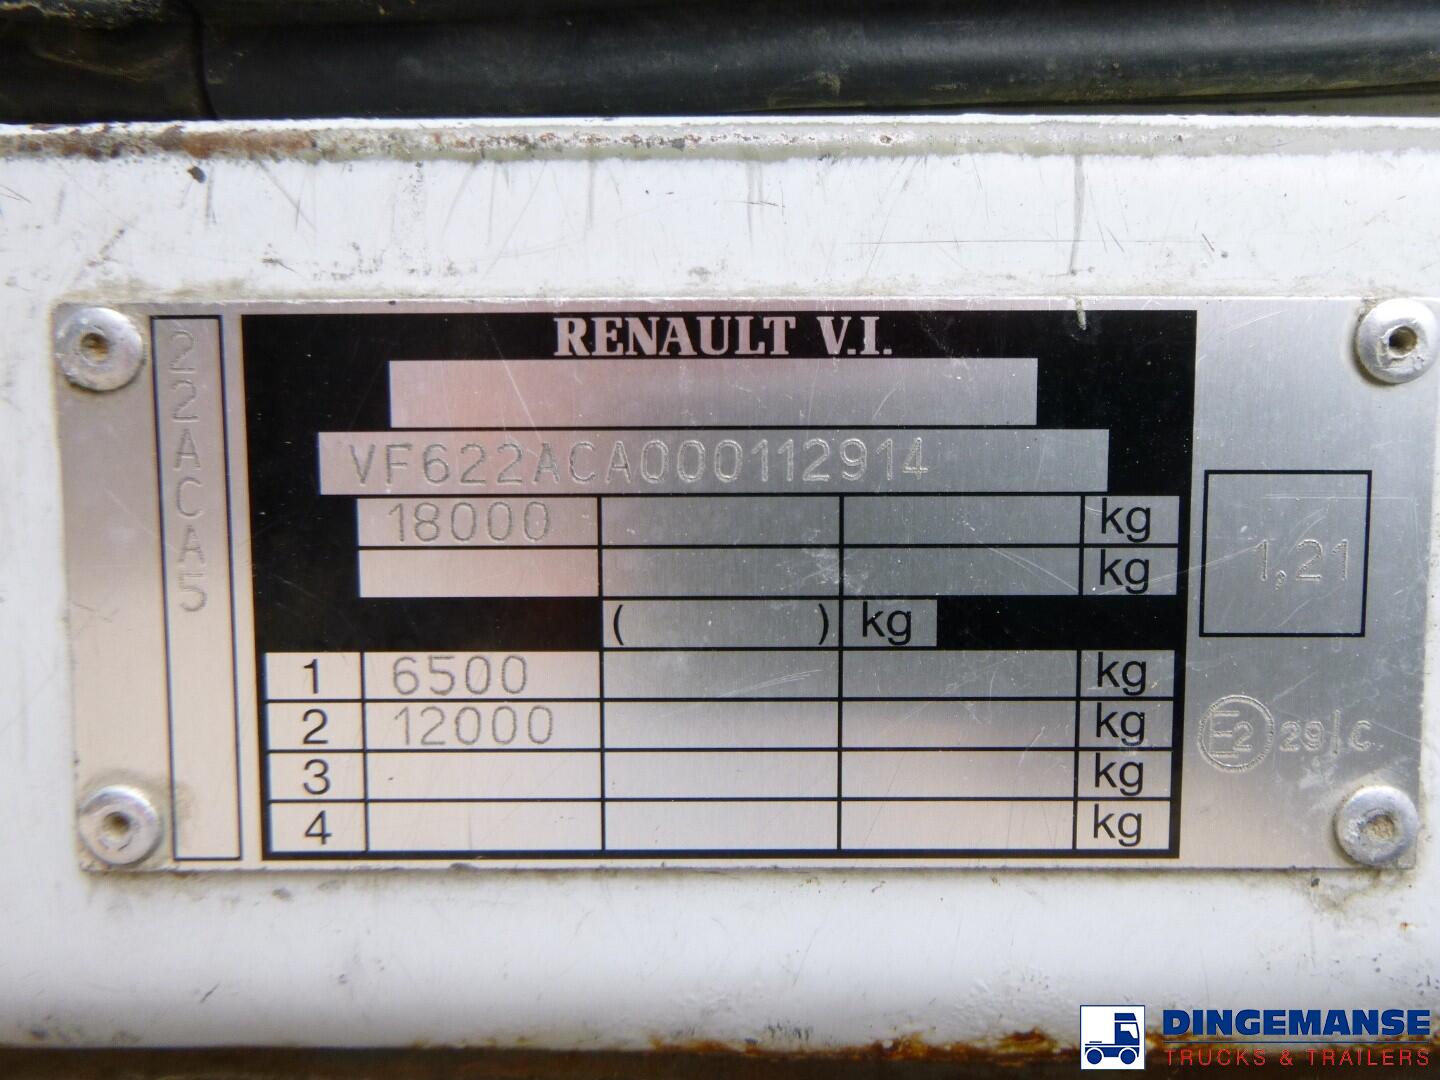 22ACA5
RENAULT V.I.
VF622ACA000112914
18000 kg
kg
( ) kg
1 6500 kg
2 12000 kg
3 kg
4 kg
1,21
E2 29/C
DINGEMANSE
TRUCKS & TRAILERS